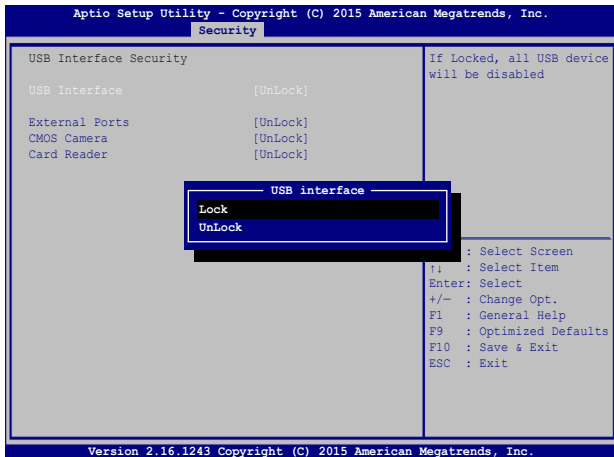 Aptio Setup Utility - Copyright (C) 2015 American Megatrends, Inc.
Security
USB Interface Security
USB Interface [UnLock]
External Ports [UnLock]
CMOS Camera [UnLock]
Card Reader [UnLock]
If Locked, all USB device
will be disabled
USB interface
Lock
UnLock
: Select Screen
↑↓ : Select Item
Enter: Select
+/— : Change Opt.
F1 : General Help
F9 : Optimized Defaults
F10 : Save & Exit
ESC : Exit
Version 2.16.1243 Copyright (C) 2015 American Megatrends, Inc.